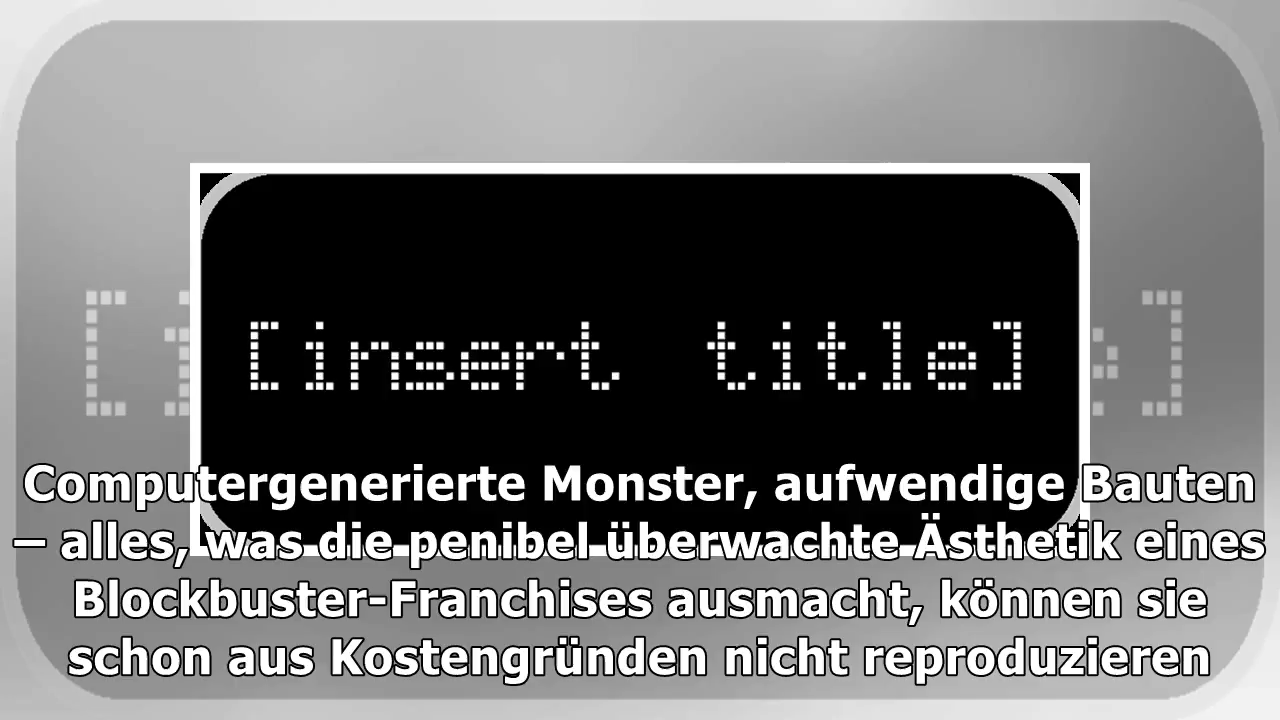 [insert title]
Computergenerierte Monster, aufwendige Bauten
– alles, was die penibel überwachte Ästhetik eines
Blockbuster-Franchises ausmacht, können sie
schon aus Kostengründen nicht reproduzieren